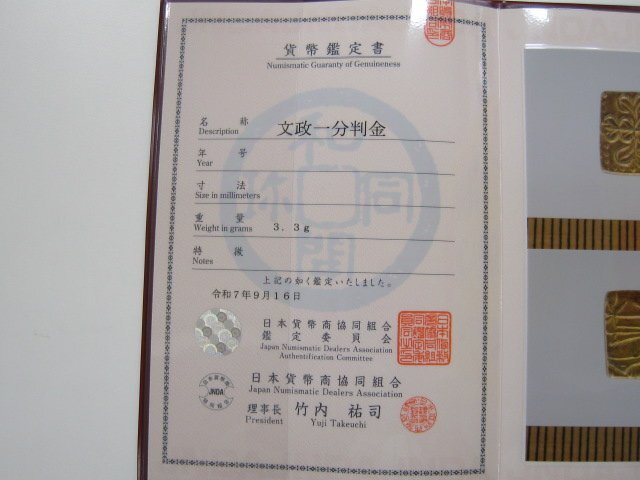 貨幣鑑定書
Numismatic Guaranty of Genuineness
名称 文政一分判金
Description
年号
Year
寸法
Size in millimeters
重量
Weight in grams 3.3g
特徴
Notes
上記の如く鑑定いたしました。
令和7年9月16日
日本貨幣商協同組合
鑑定委員会
Japan Numismatic Dealers Association
Authentification Committee
日本貨幣商協同組合
JNDA
Japan Numismatic Dealers Association
理事長 竹内 祐司
President Yuji Takeuchi